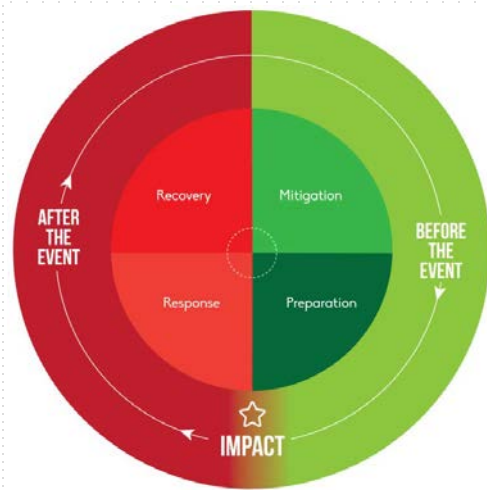 Recovery
Mitigation
AFTER
THE
EVENT
BEFORE
THE
EVENT
Response
Preparation
IMPACT